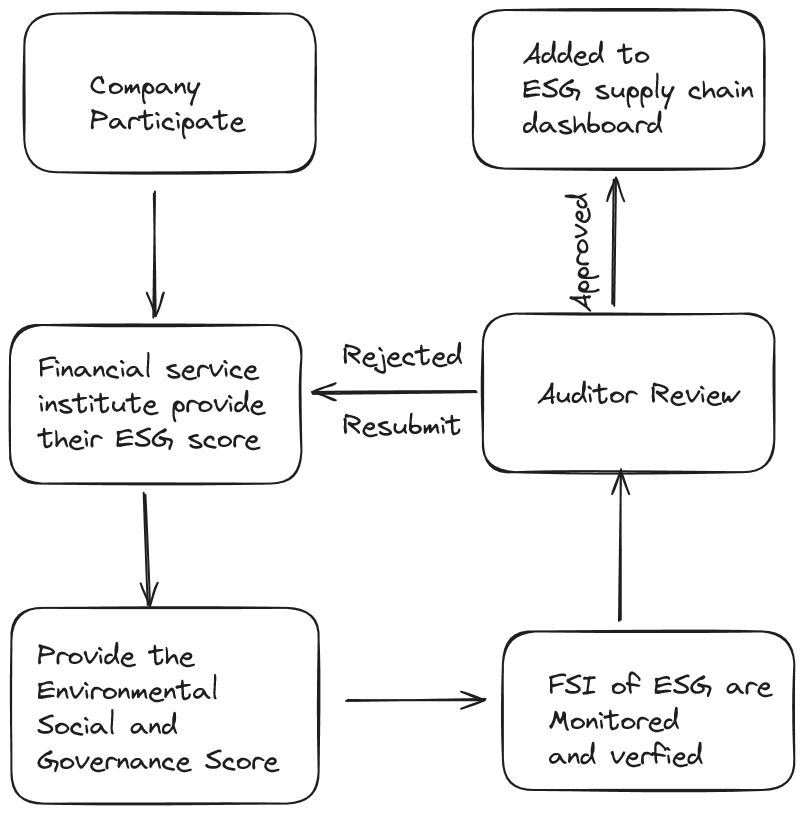 Company
Participate
Added to
ESG supply chain
dashboard
Approved
Financial service
institute provide
their ESG score
Rejected
Resubmit
Auditor Review
Provide the
Environmental
Social and
Governance Score
FSI of ESG are
Monitored
and verfied